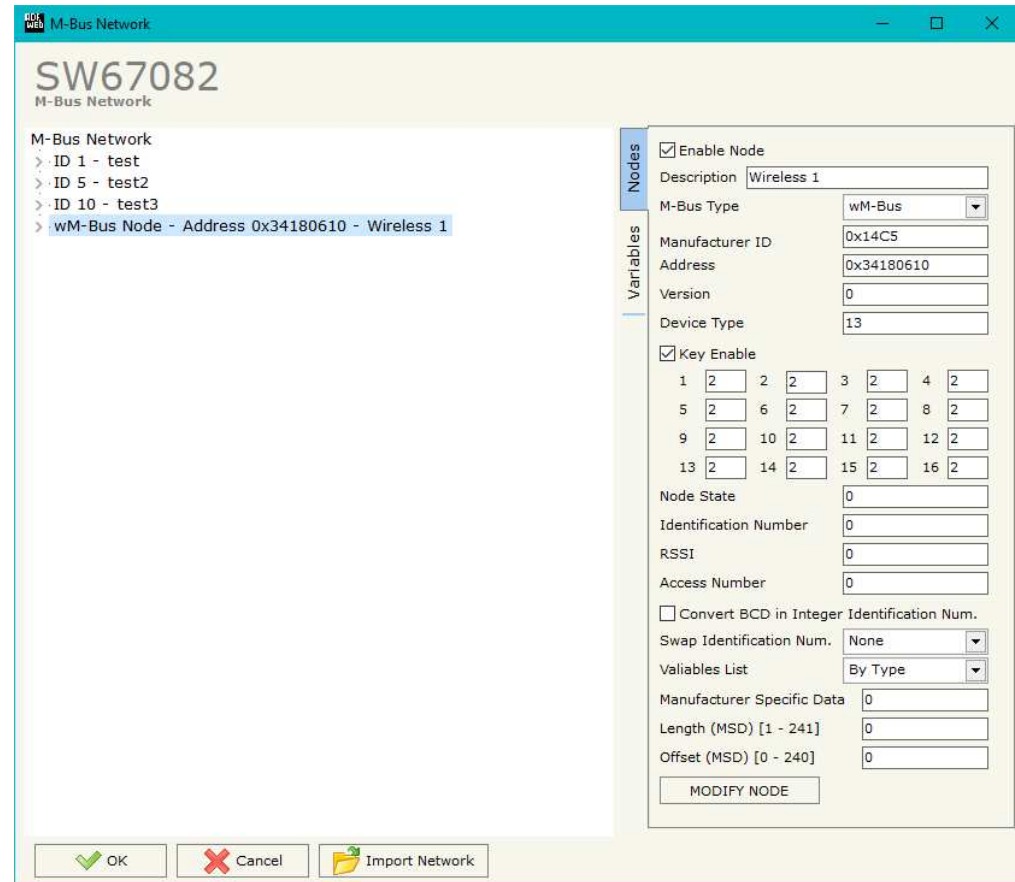 ADF WEB M-Bus Network
SW67082
M-Bus Network
M-Bus Network
ID 1 - test
ID 5 - test2
ID 10 - test3
wM-Bus Node - Address 0x34180610 - Wireless 1
Nodes
Variables
Enable Node
Description Wireless 1
M-Bus Type wM-Bus
Manufacturer ID 0x14C5
Address 0x34180610
Version 0
Device Type 13
Key Enable
1 2 2 2 3 2 4 2
5 2 6 2 7 2 8 2
9 2 10 2 11 2 12 2
13 2 14 2 15 2 16 2
Node State 0
Identification Number 0
RSSI 0
Access Number 0
Convert BCD in Integer Identification Num.
Swap Identification Num. None
Valiables List By Type
Manufacturer Specific Data 0
Length (MSD) [1 - 241] 0
Offset (MSD) [0 - 240] 0
MODIFY NODE
OK Cancel Import Network